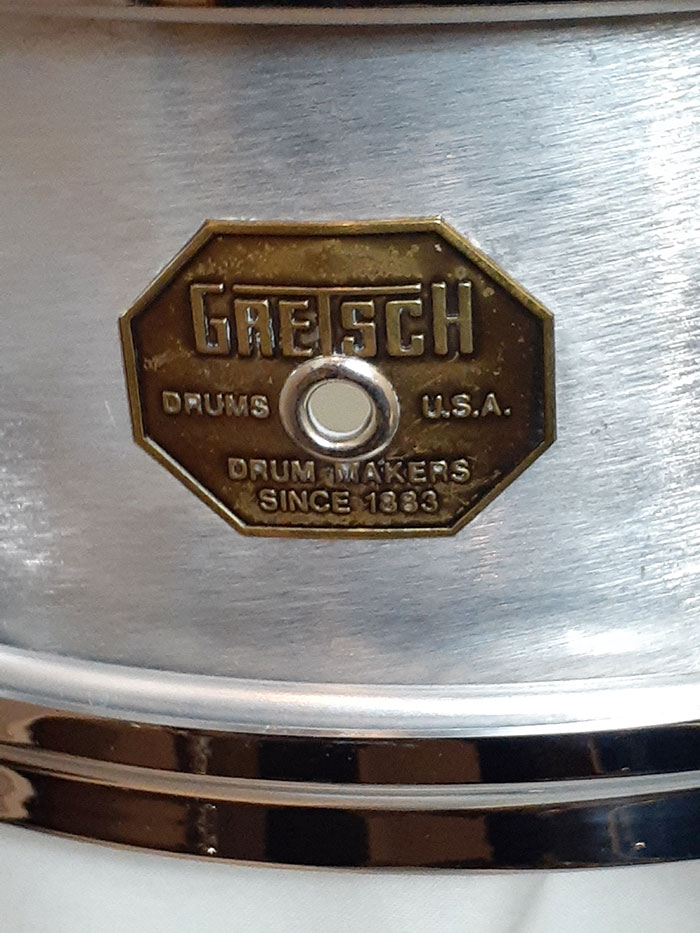 GRETSCH
DRUMS U.S.A.
DRUM MAKERS
SINCE 1883